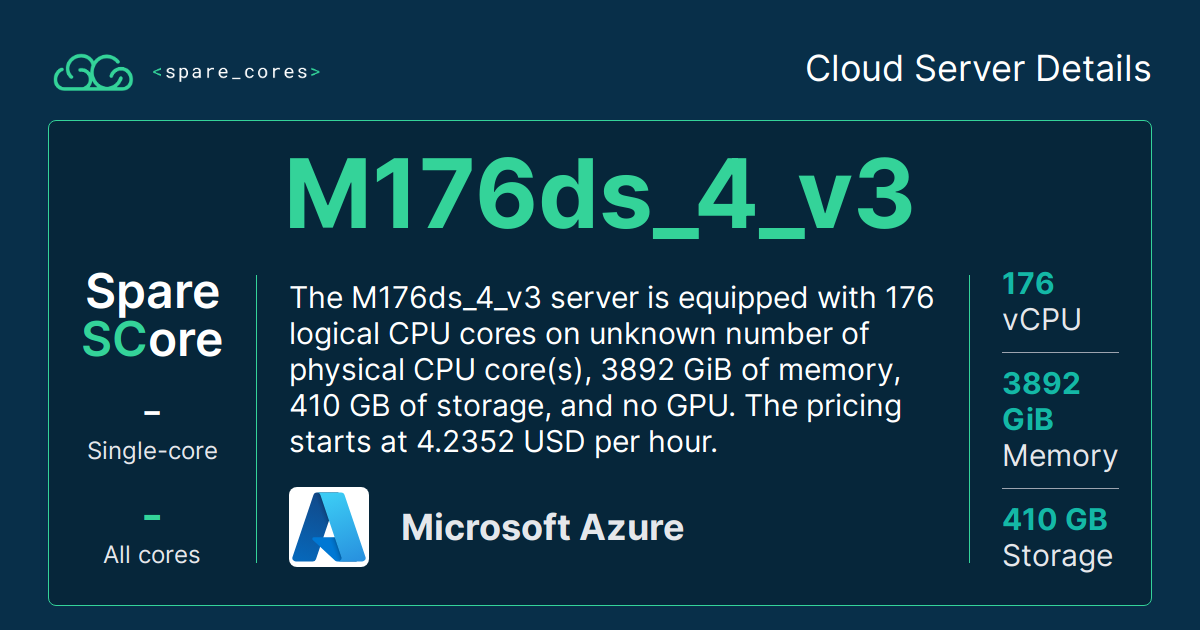 <spare_cores>
Cloud Server Details
M176ds_4_v3
Spare
SCore
–
Single-core
–
All cores
The M176ds_4_v3 server is equipped with 176
logical CPU cores on unknown number of
physical CPU core(s), 3892 GiB of memory,
410 GB of storage, and no GPU. The pricing
starts at 4.2352 USD per hour.
Microsoft Azure
176
vCPU
3892
GiB
Memory
410 GB
Storage